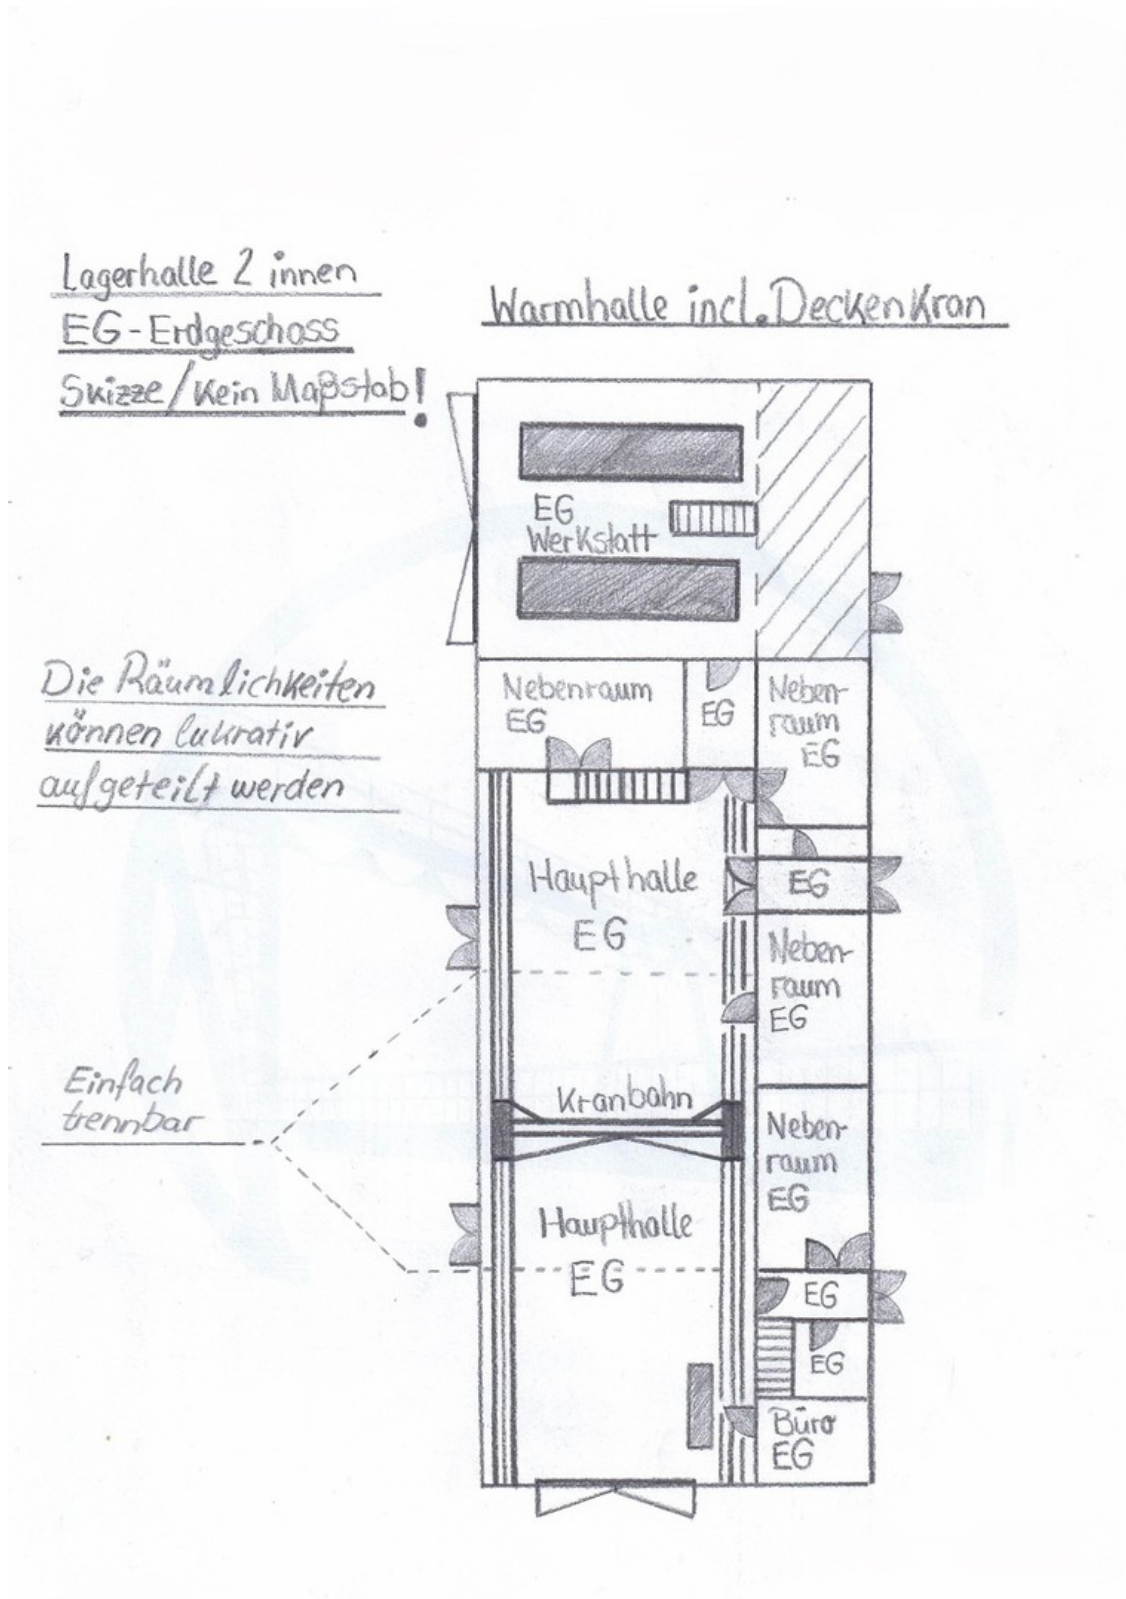 Lagerhalle 2 innen
EG-Erdgeschoss
Skizze/Kein Maßstab!
Warmhalle incl. DeckenKran
EG
Werkstatt
Die Räumlichkeiten
können lukrativ
aufgeteilt werden
Nebenraum
EG
EG
Neben-
raum
EG
Haupthalle
EG
EG
Neben-
raum
EG
Einfach
trennbar
Kranbahn
Neben-
raum
EG
Haupthalle
EG
EG
EG
Büro
EG